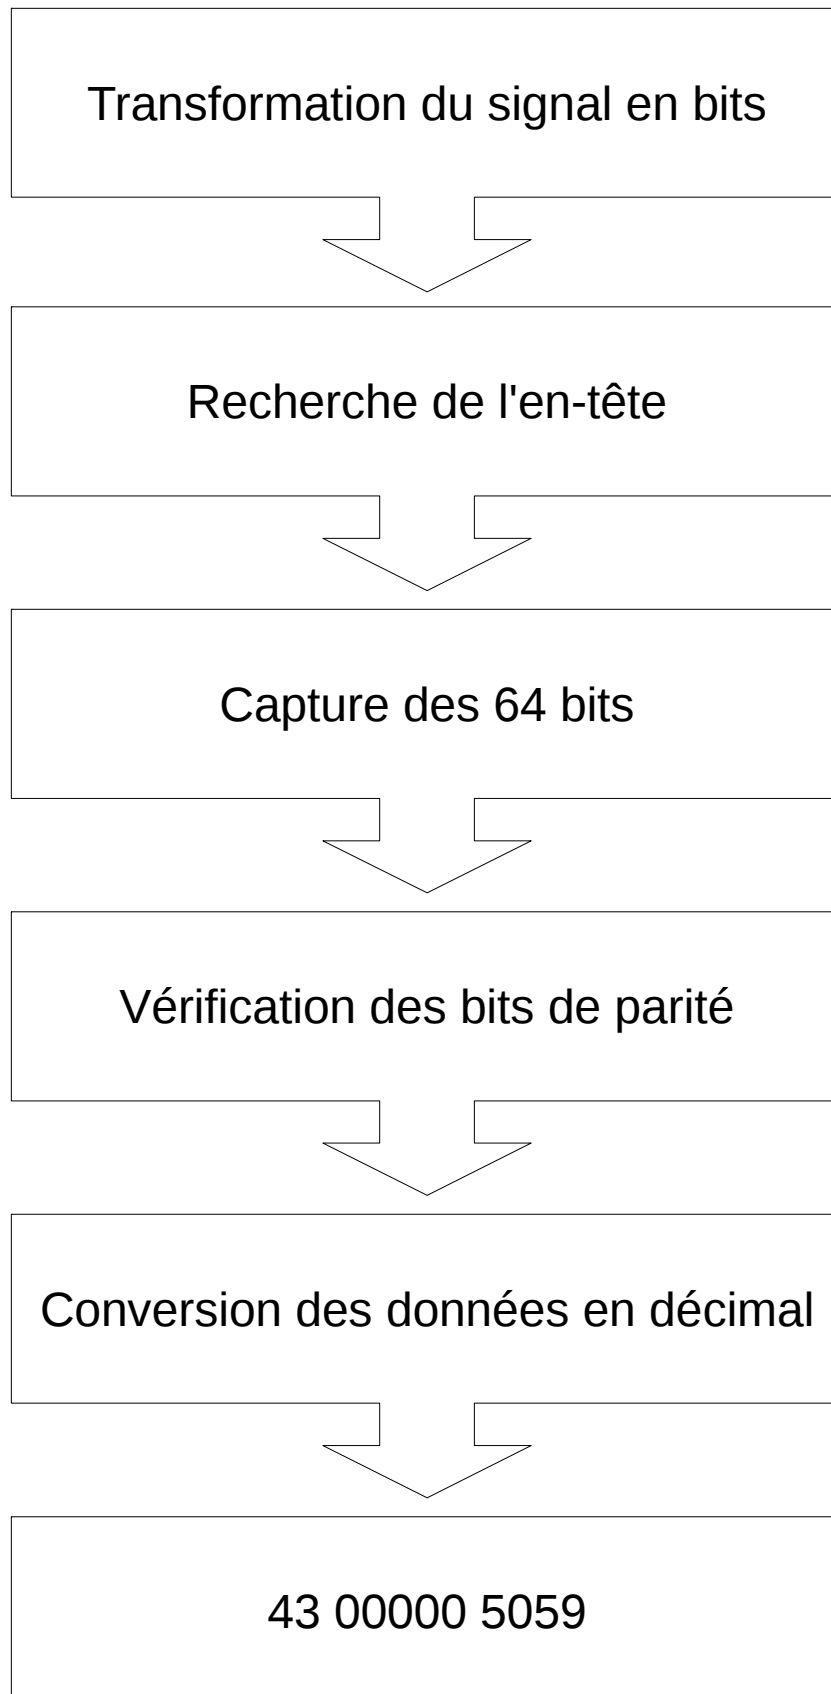 Transformation du signal en bits
Recherche de l'en-tête
Capture des 64 bits
Vérification des bits de parité
Conversion des données en décimal
43 00000 5059